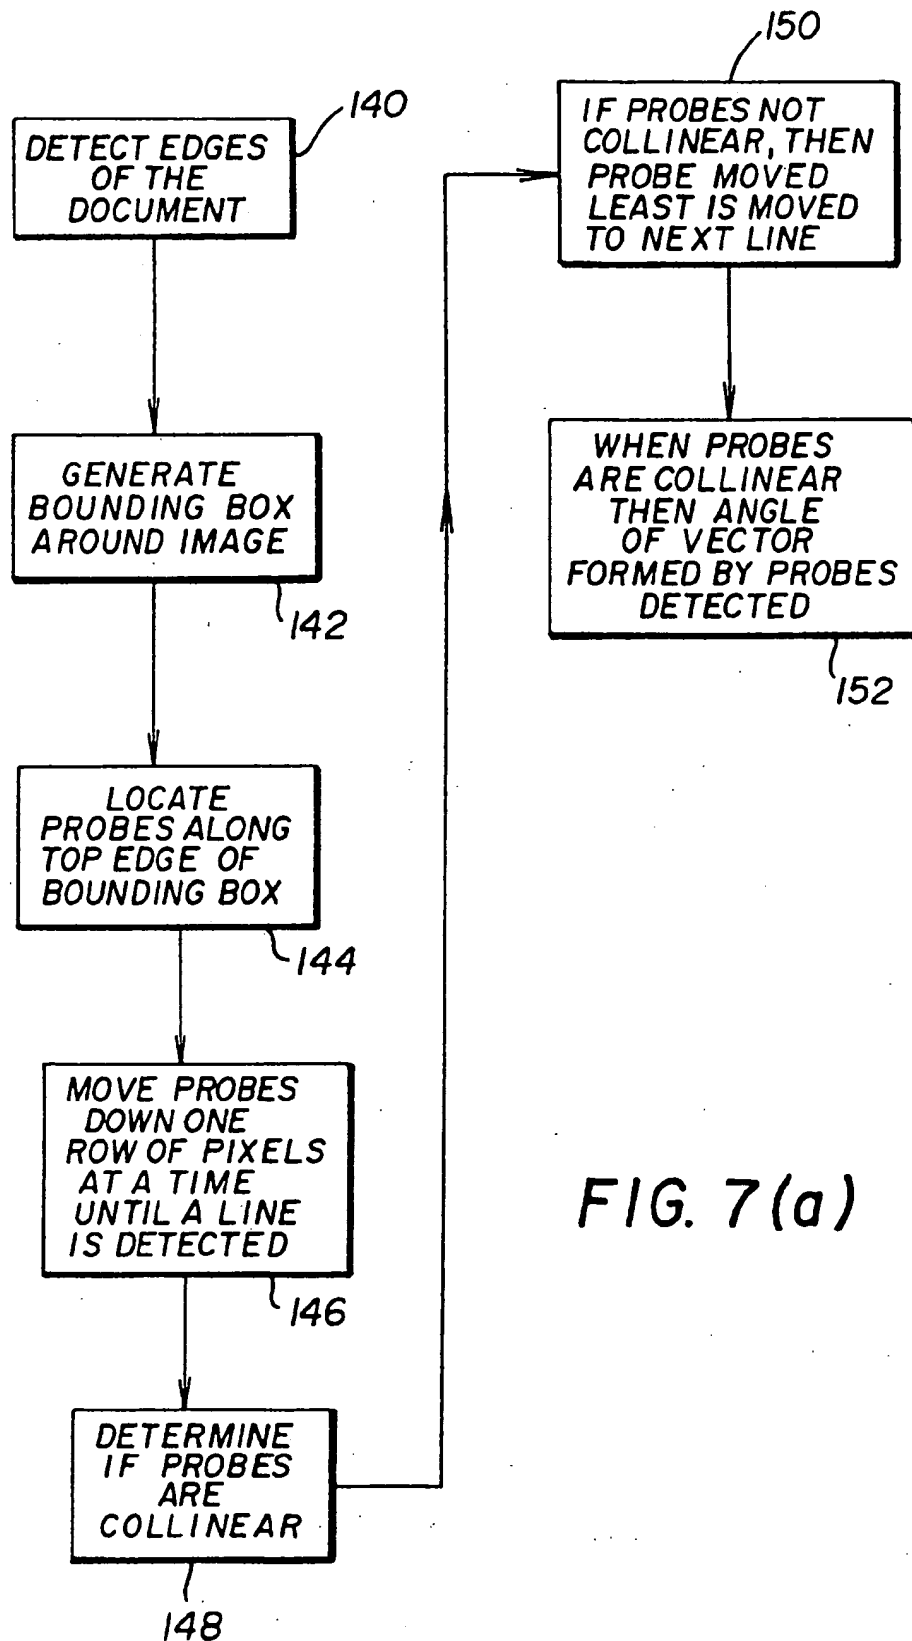 140
DETECT EDGES
OF THE
DOCUMENT
GENERATE
BOUNDING BOX
AROUND IMAGE
142
LOCATE
PROBES ALONG
TOP EDGE OF
BOUNDING BOX
144
MOVE PROBES
DOWN ONE
ROW OF PIXELS
AT A TIME
UNTIL A LINE
IS DETECTED
146
DETERMINE
IF PROBES
ARE
COLLINEAR
148
150
IF PROBES NOT
COLLINEAR, THEN
PROBE MOVED
LEAST IS MOVED
TO NEXT LINE
WHEN PROBES
ARE COLLINEAR
THEN ANGLE
OF VECTOR
FORMED BY PROBES
DETECTED
152
FIG. 7(a)